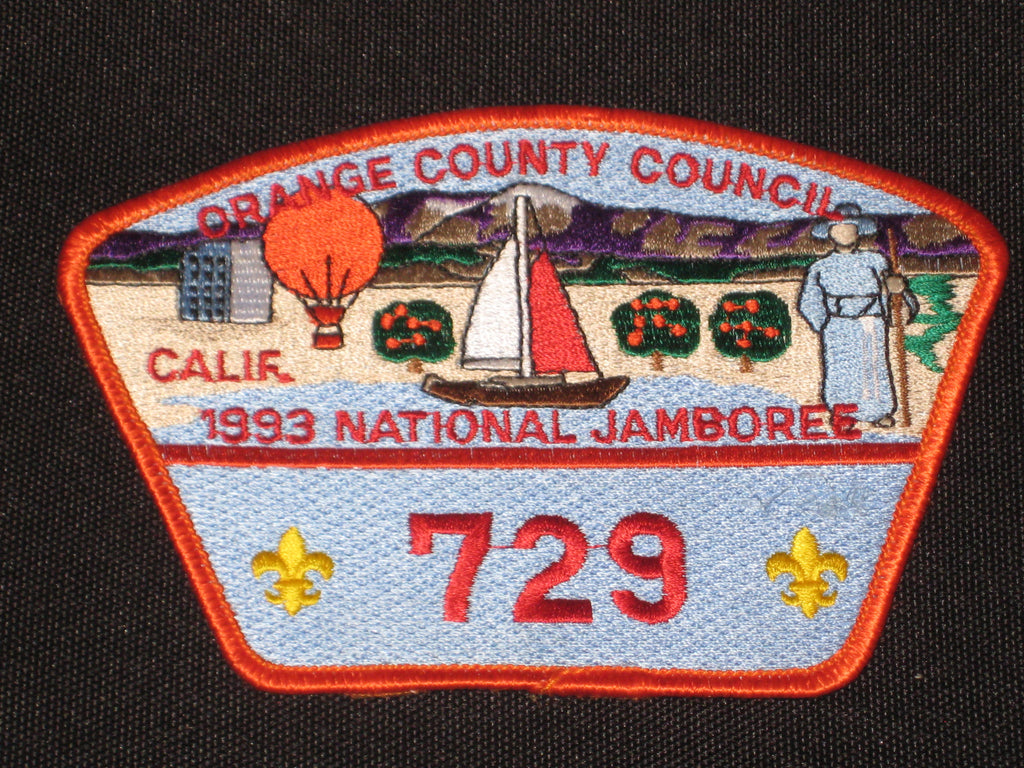 ORANGE COUNTY COUNCIL
CALIF.
1993 NATIONAL JAMBOREE
729